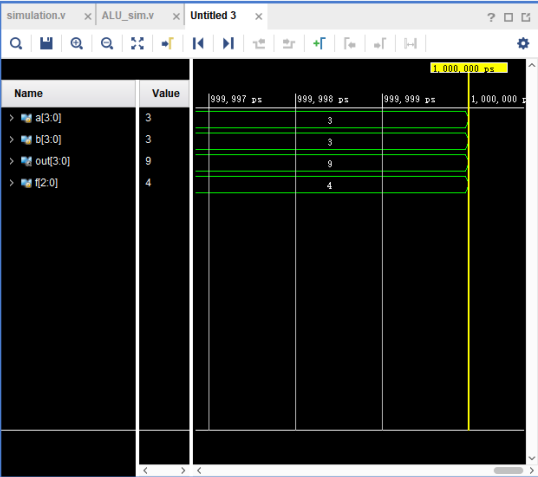 simulation.v × ALU_sim.v × Untitled 3 × ? 
1,000,000 ps
Name Value
999,997 ps 999,998 ps 999,999 ps 1,000,000 p
a[3:0] 3 3
b[3:0] 3 3
out[3:0] 9 9
f[2:0] 4 4